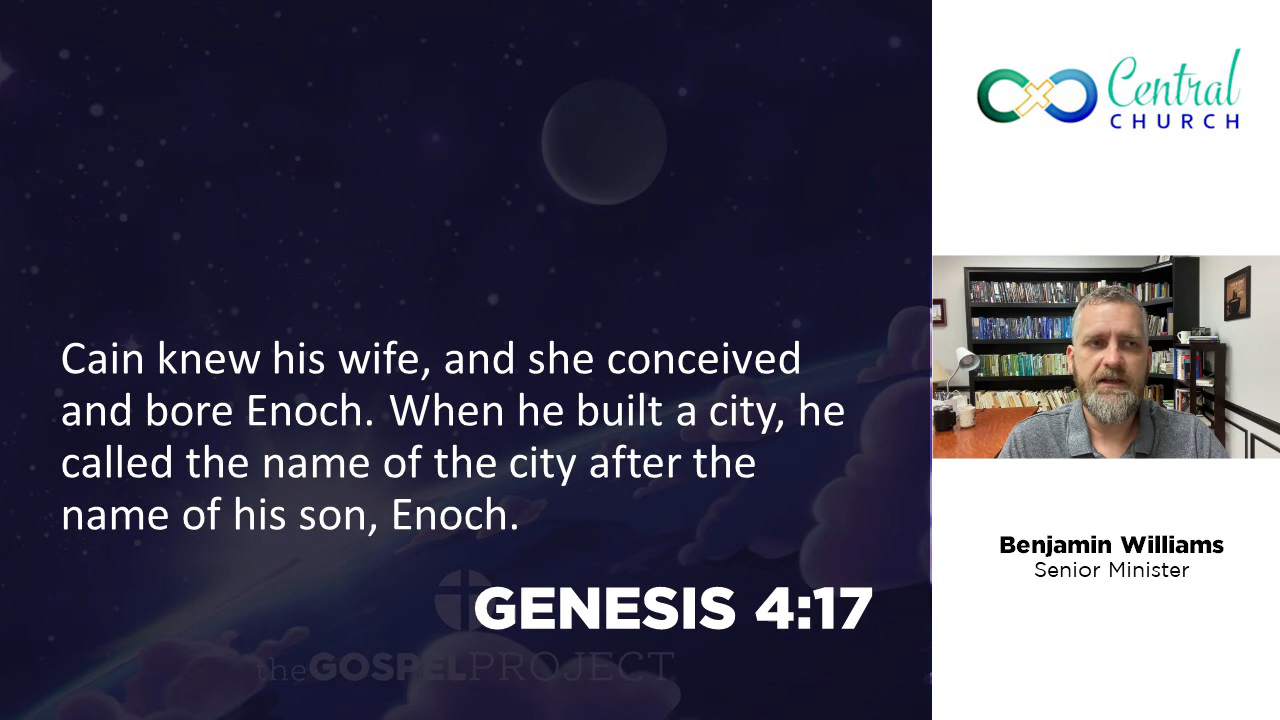 Cain knew his wife, and she conceived
and bore Enoch. When he built a city, he
called the name of the city after the
name of his son, Enoch.
GENESIS 4:17
theGOSPELPROJECT
Central
CHURCH
Benjamin Williams
Senior Minister